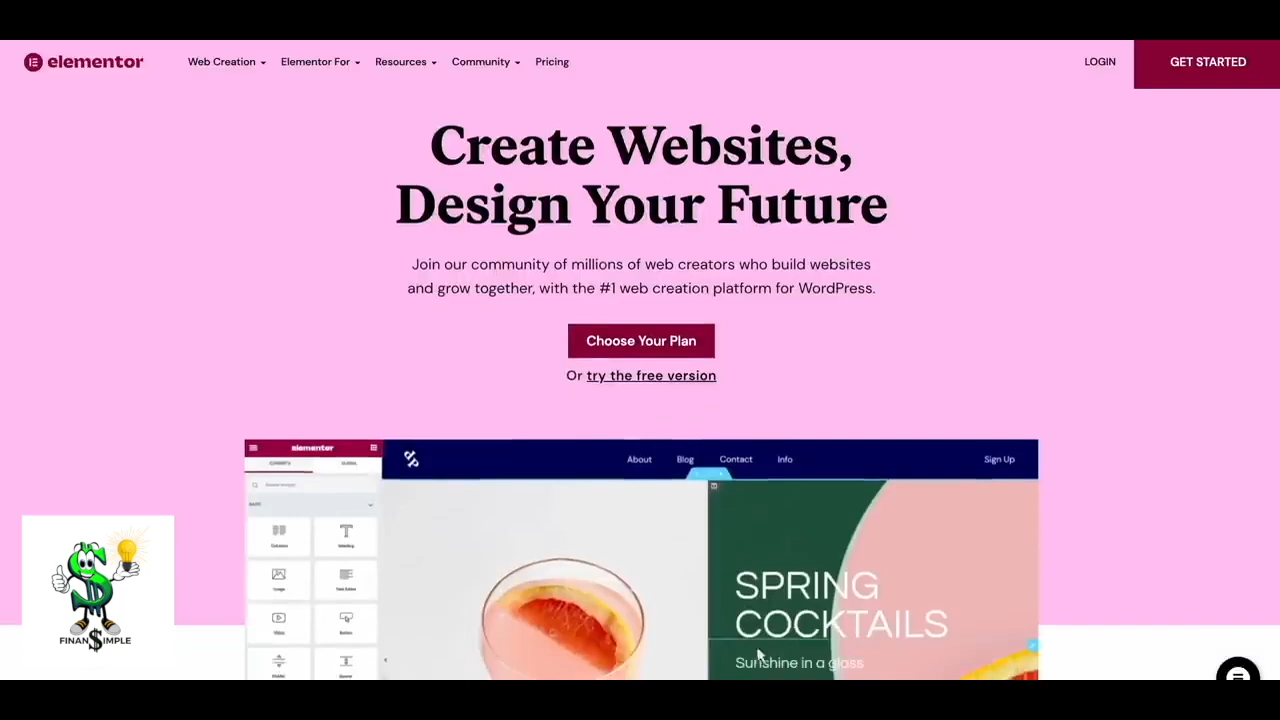 elementor
Web Creation
Elementor For
Resources
Community
Pricing
LOGIN
GET STARTED
Create Websites,
Design Your Future
Join our community of millions of web creators who build websites
and grow together, with the #1 web creation platform for WordPress.
Choose Your Plan
Or try the free version
elementor
About
Blog
Contact
Info
Sign Up
SPRING
COCKTAILS
Sunshine in a glass
FINAN$IMPLE